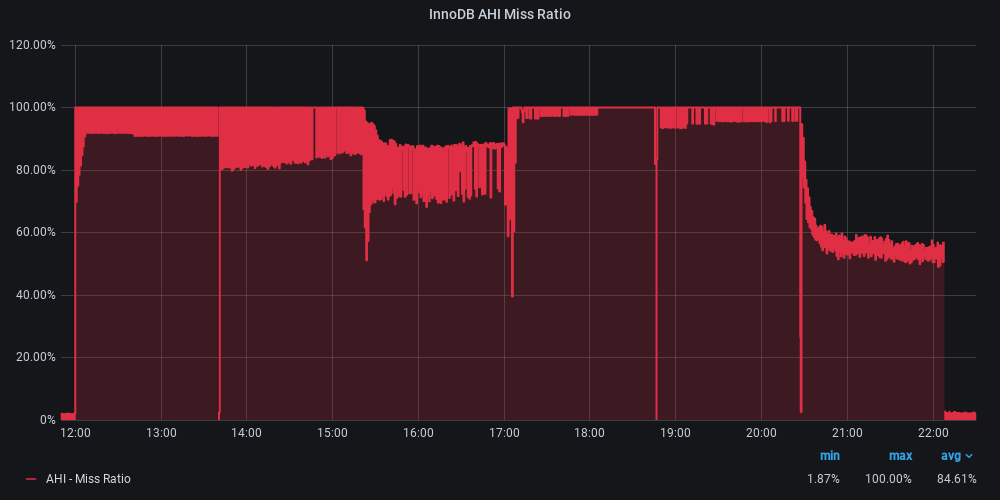 InnoDB AHI Miss Ratio
120.00%
100.00%
80.00%
60.00%
40.00%
20.00%
0%
12:00 13:00 14:00 15:00 16:00 17:00 18:00 19:00 20:00 21:00 22:00
min max avg
AHI - Miss Ratio 1.87% 100.00% 84.61%